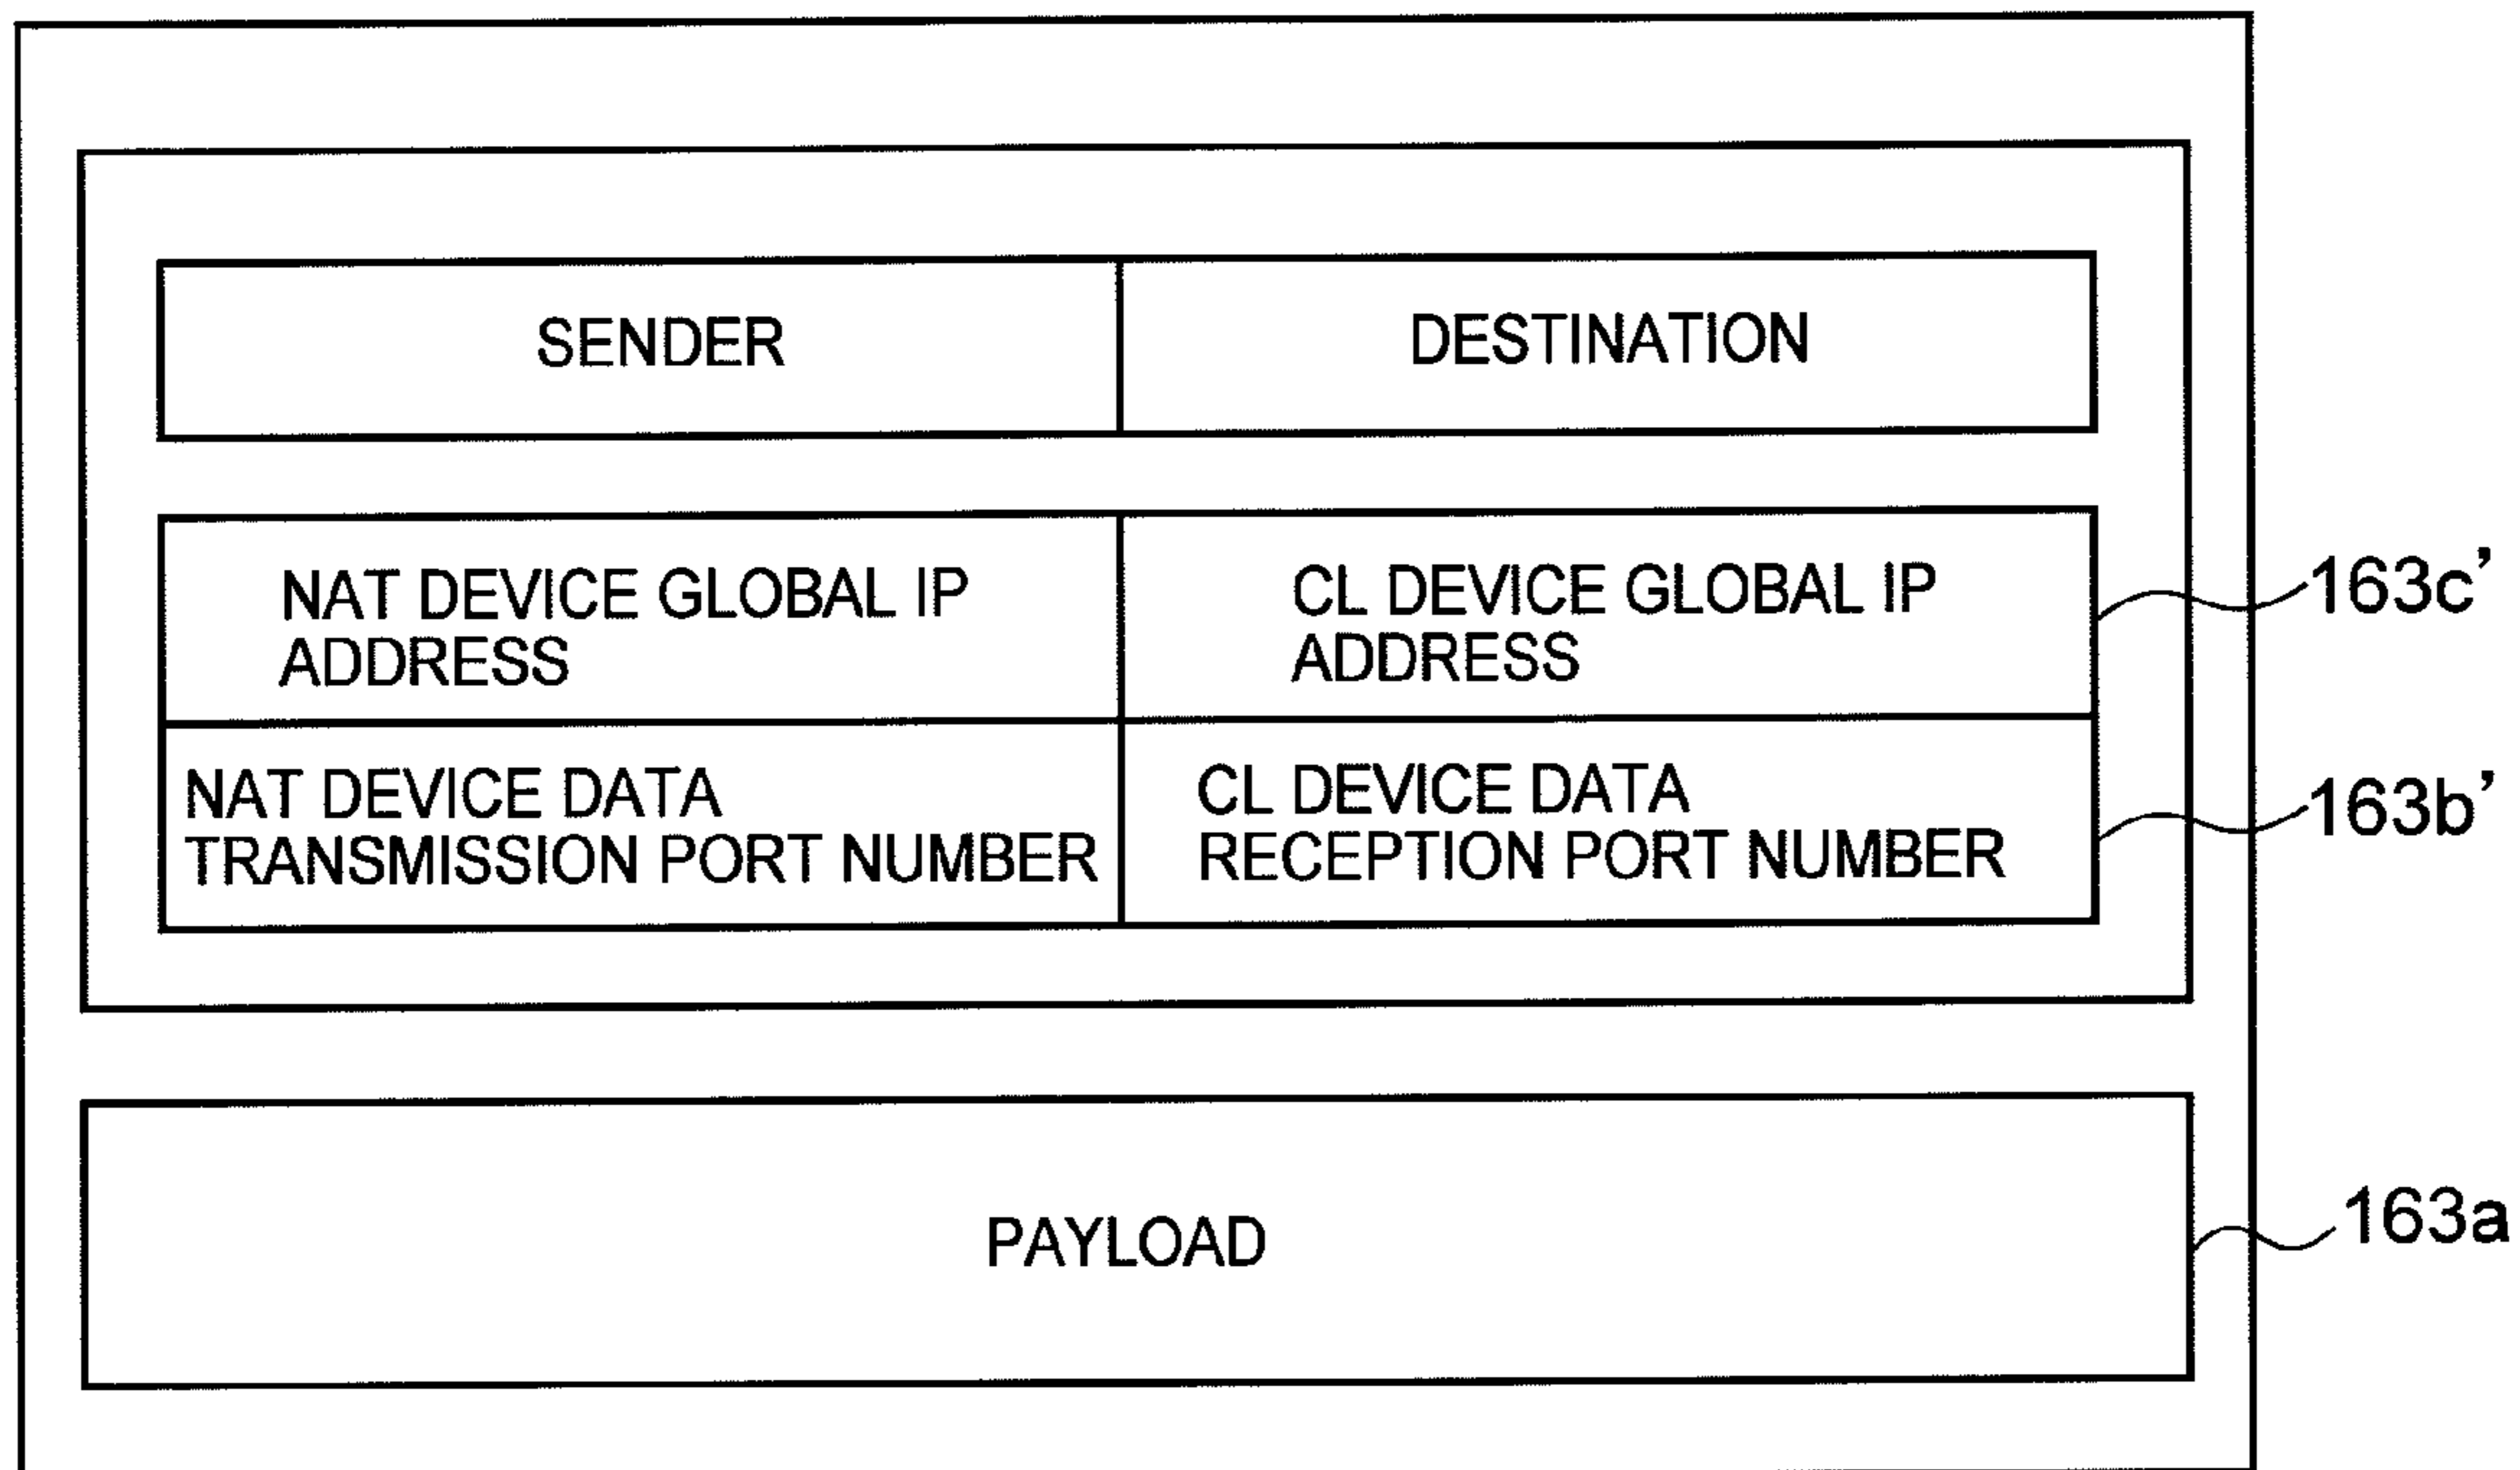 SENDER
DESTINATION
NAT DEVICE GLOBAL IP
ADDRESS
CL DEVICE GLOBAL IP
ADDRESS
163c’
NAT DEVICE DATA
TRANSMISSION PORT NUMBER
CL DEVICE DATA
RECEPTION PORT NUMBER
163b’
PAYLOAD
163a